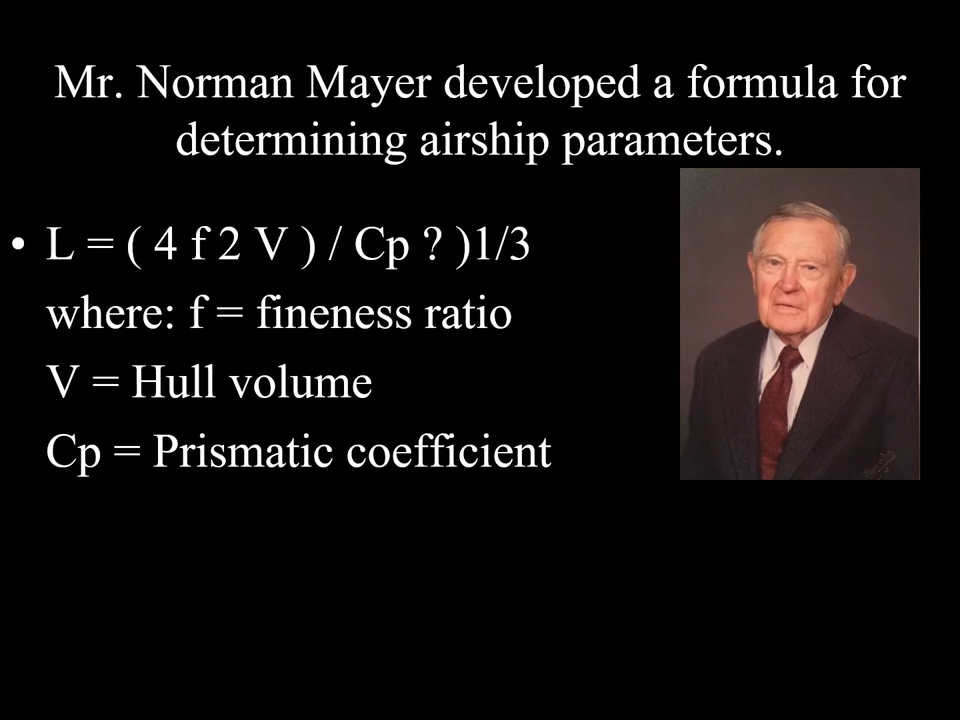 Mr. Norman Mayer developed a formula for
determining airship parameters.
• L = ( 4 f 2 V ) / Cp ? )1/3
where: f = fineness ratio
V = Hull volume
Cp = Prismatic coefficient